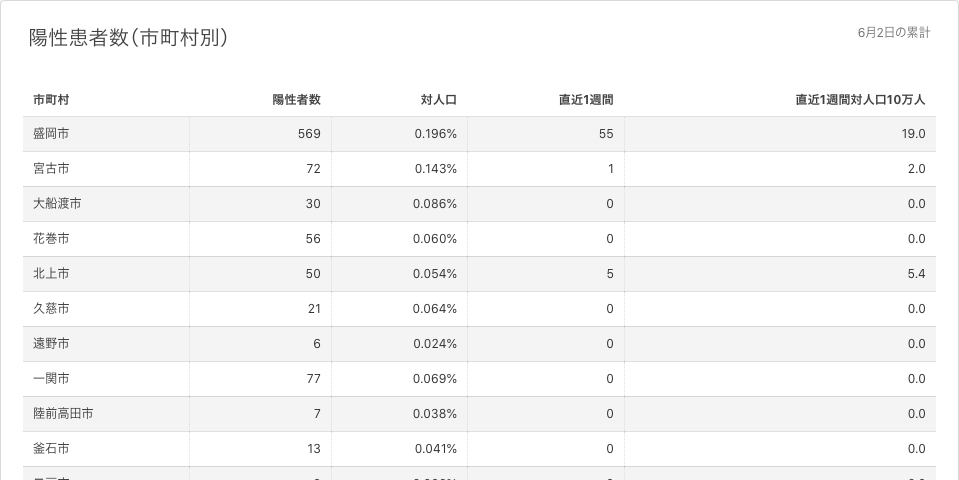 陽性患者数(市町村別)
6月2日の累計
市町村 陽性者数 対人口 直近1週間 直近1週間対人口10万人
盛岡市 569 0.196% 55 19.0
宮古市 72 0.143% 1 2.0
大船渡市 30 0.086% 0 0.0
花巻市 56 0.060% 0 0.0
北上市 50 0.054% 5 5.4
久慈市 21 0.064% 0 0.0
遠野市 6 0.024% 0 0.0
一関市 77 0.069% 0 0.0
陸前高田市 7 0.038% 0 0.0
釜石市 13 0.041% 0 0.0